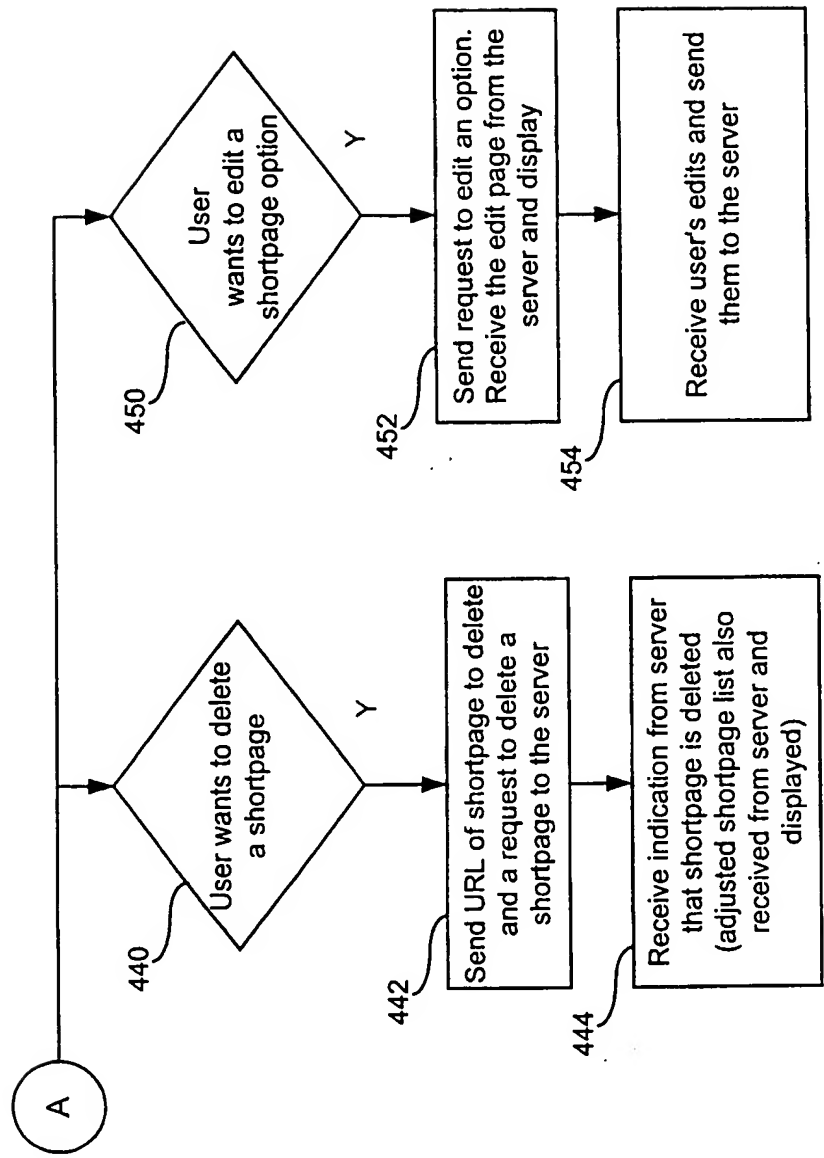 A
User wants to delete
a shortpage
440
Y
Send URL of shortpage to delete
and a request to delete a
shortpage to the server
442
Receive indication from server
that shortpage is deleted
(adjusted shortpage list also
received from server and
displayed)
444
User
wants to edit a
shortpage option
450
Y
Send request to edit an option.
Receive the edit page from the
server and display
452
Receive user's edits and send
them to the server
454